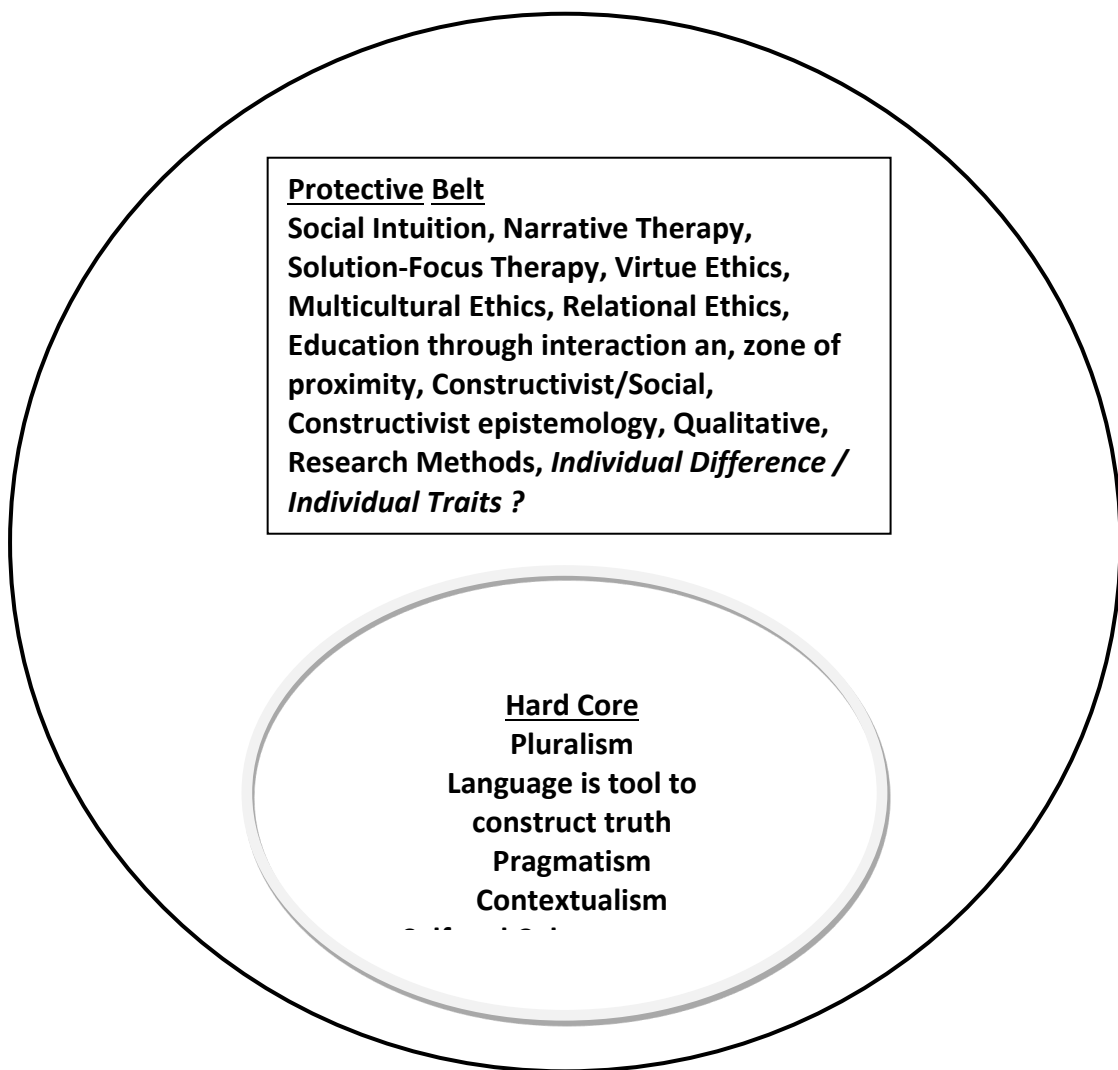 Protective Belt
Social Intuition, Narrative Therapy,
Solution-Focus Therapy, Virtue Ethics,
Multicultural Ethics, Relational Ethics,
Education through interaction an, zone of
proximity, Constructivist/Social,
Constructivist epistemology, Qualitative,
Research Methods, Individual Difference /
Individual Traits ?
Hard Core
Pluralism
Language is tool to
construct truth
Pragmatism
Contextualism